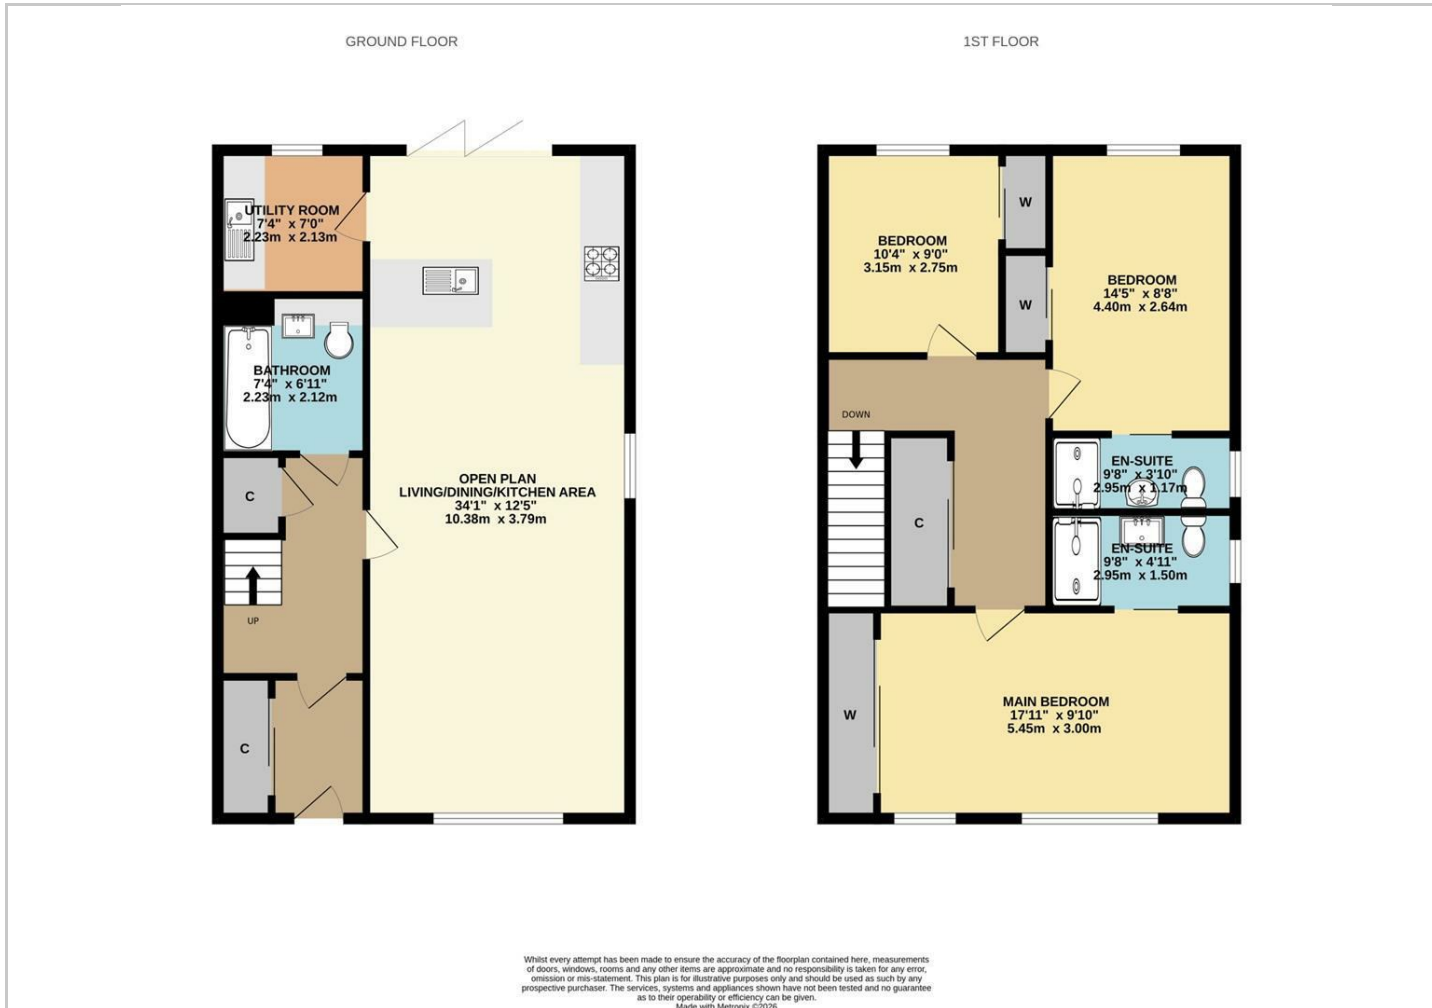 GROUND FLOOR
UTILITY ROOM
7'4" x 7'0"
2.23m x 2.13m
BATHROOM
7'4" x 6'11"
2.23m x 2.12m
C
UP
C
OPEN PLAN
LIVING/DINING/KITCHEN AREA
34'1" x 12'5"
10.38m x 3.79m
1ST FLOOR
BEDROOM
10'4" x 9'0"
3.15m x 2.75m
W
W
BEDROOM
14'5" x 8'8"
4.40m x 2.64m
DOWN
C
EN-SUITE
9'8" x 3'10"
2.95m x 1.17m
EN-SUITE
9'8" x 4'11"
2.95m x 1.50m
W
MAIN BEDROOM
17'11" x 9'10"
5.45m x 3.00m
Whilst every attempt has been made to ensure the accuracy of the floorplan contained here, measurements
of doors, windows, rooms and any other items are approximate and no responsibility is taken for any error,
omission or mis-statement. This plan is for illustrative purposes only and should be used as such by any
prospective purchaser. The services, systems and appliances shown have not been tested and no guarantee
as to their operability or efficiency can be given.
Made with Metropix ©2026